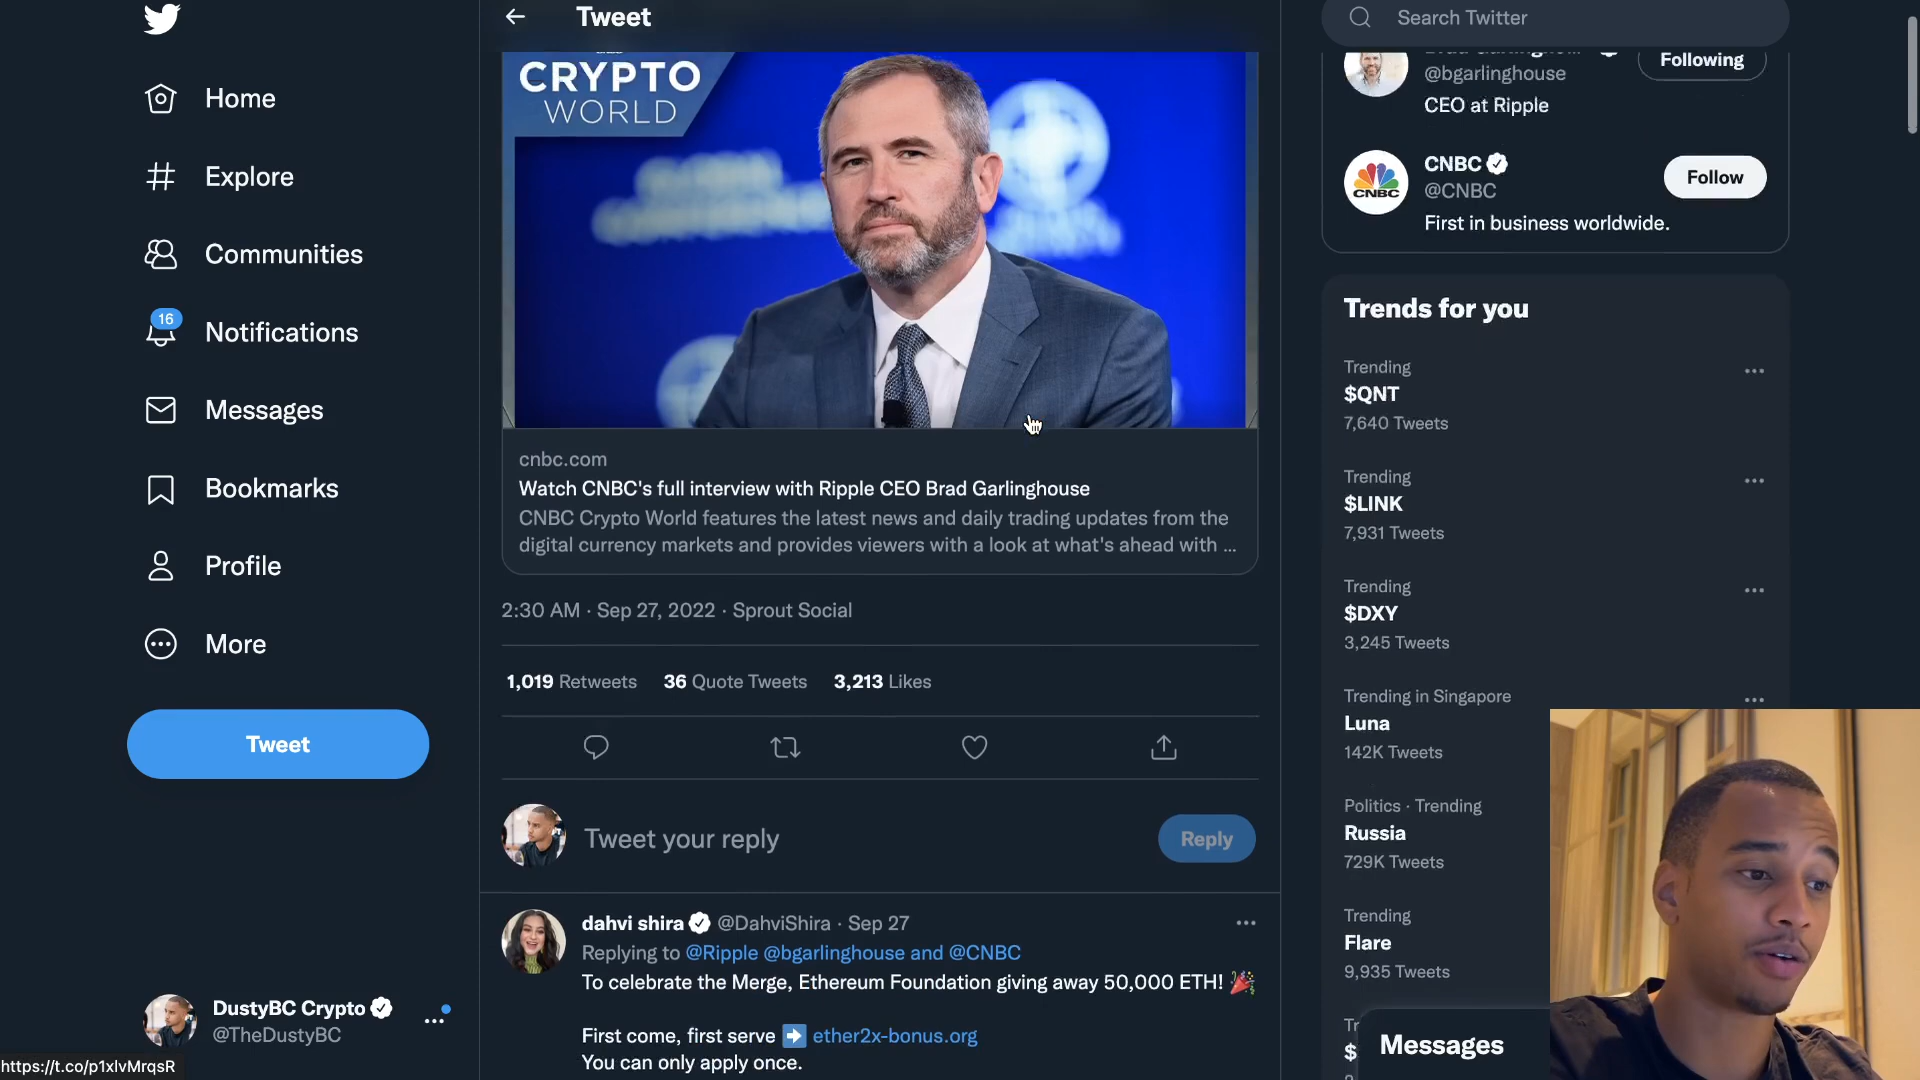 Home
Explore
Communities
16
Notifications
Messages
Bookmarks
Profile
More
Tweet
DustyBC Crypto
@TheDustyBC
https://t.co/p1xlvMrqsR
Tweet
CRYPTO
WORLD
cnbc.com
Watch CNBC's full interview with Ripple CEO Brad Garlinghouse
CNBC Crypto World features the latest news and daily trading updates from the
digital currency markets and provides viewers with a look at what's ahead with ...
2:30 AM · Sep 27, 2022 · Sprout Social
1,019 Retweets 36 Quote Tweets 3,213 Likes
Tweet your reply
Reply
dahvi shira @DahviShira · Sep 27
Replying to @Ripple @bgarlinghouse and @CNBC
To celebrate the Merge, Ethereum Foundation giving away 50,000 ETH! 🎉
First come, first serve ➡️ ether2x-bonus.org
You can only apply once.
Search Twitter
@bgarlinghouse
Following
CEO at Ripple
CNBC
@CNBC
CNBC
Follow
First in business worldwide.
Trends for you
Trending
$QNT
7,640 Tweets
Trending
$LINK
7,931 Tweets
Trending
$DXY
3,245 Tweets
Trending in Singapore
Luna
142K Tweets
Politics · Trending
Russia
729K Tweets
Trending
Flare
9,935 Tweets
Messages